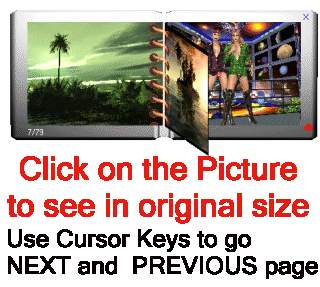 7/79
Click on the Picture
to see in original size
Use Cursor Keys to go
NEXT and PREVIOUS page